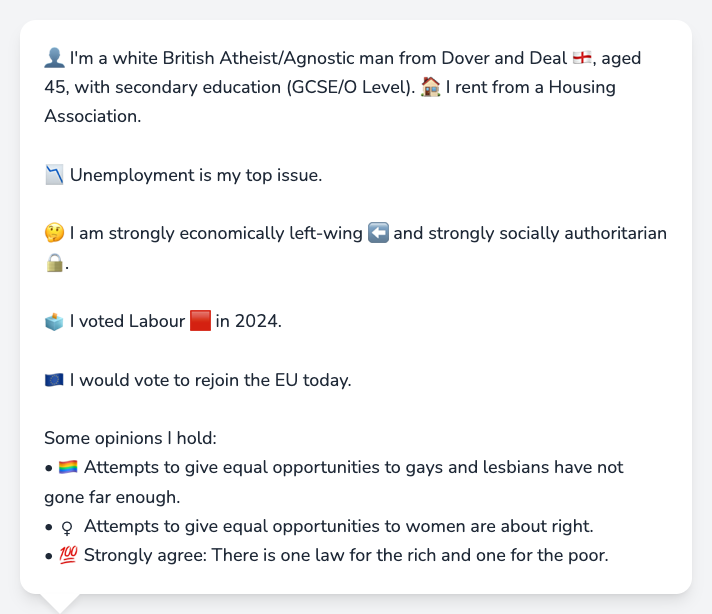 👤 I'm a white British Atheist/Agnostic man from Dover and Deal 🏴󠁧󠁢󠁥󠁮󠁧󠁿, aged
45, with secondary education (GCSE/O Level). 🏠 I rent from a Housing
Association.
📉 Unemployment is my top issue.
🤔 I am strongly economically left-wing ⬅️ and strongly socially authoritarian
🔒.
🗳️ I voted Labour 🟥 in 2024.
🇪🇺 I would vote to rejoin the EU today.
Some opinions I hold:
• 🏳️‍🌈 Attempts to give equal opportunities to gays and lesbians have not
gone far enough.
• ♀ Attempts to give equal opportunities to women are about right.
• 💯 Strongly agree: There is one law for the rich and one for the poor.